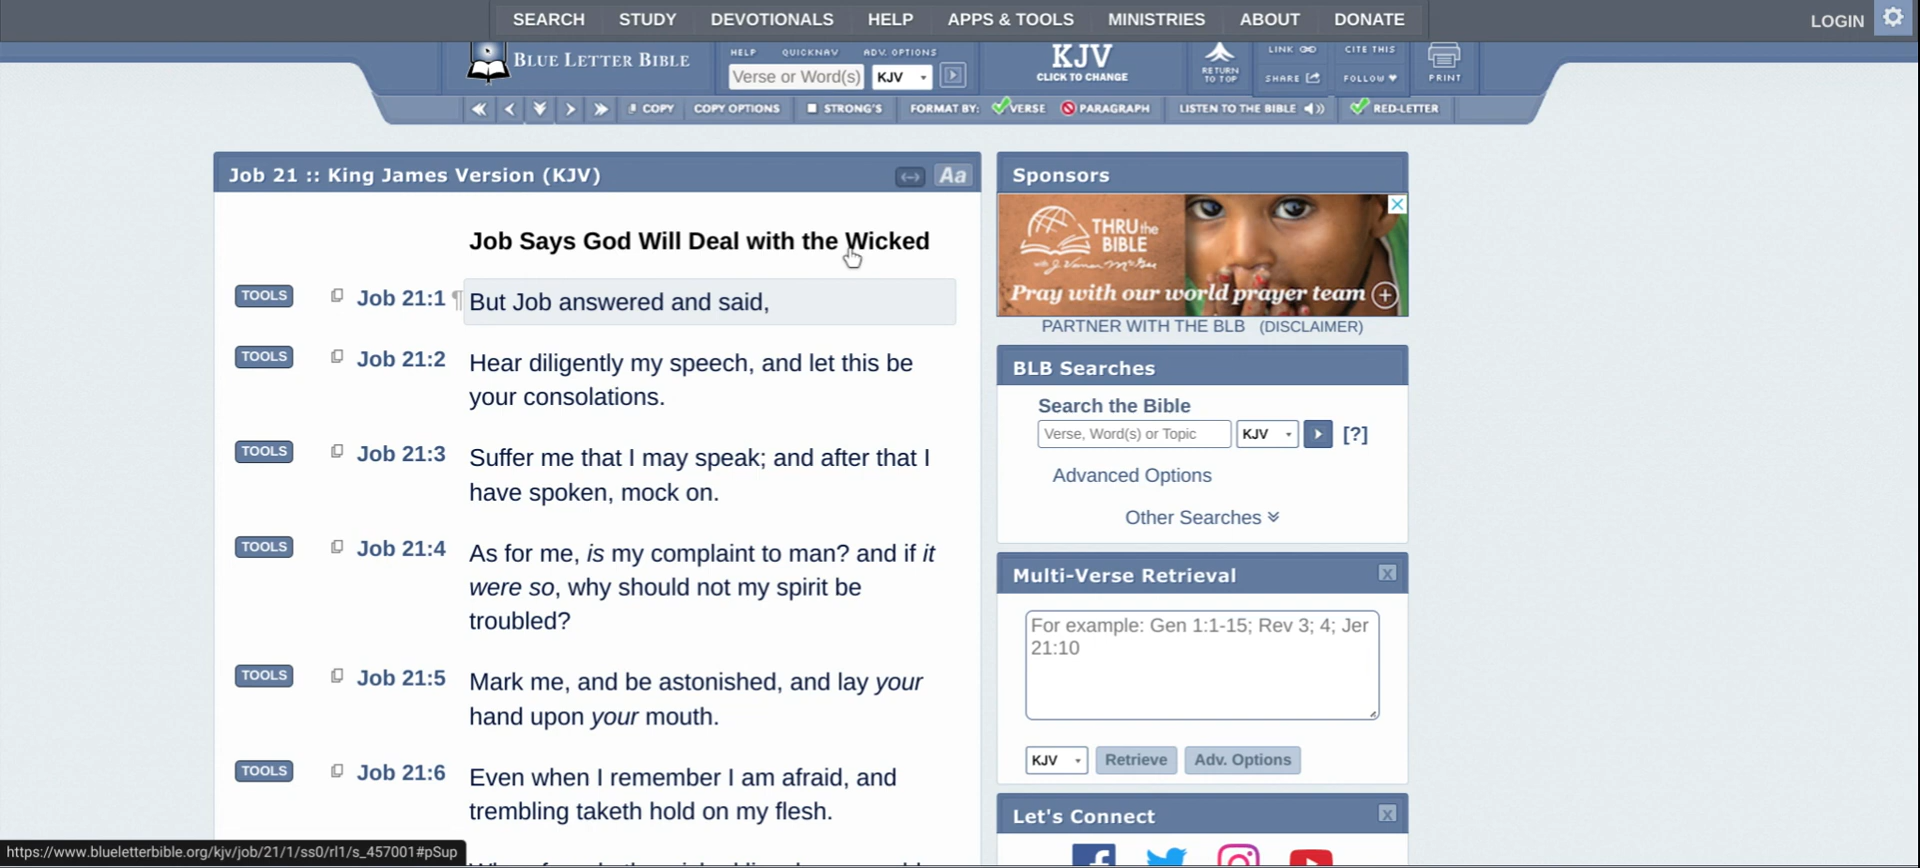 SEARCH STUDY DEVOTIONALS HELP APPS & TOOLS MINISTRIES ABOUT DONATE LOGIN
BLUE LETTER BIBLE
HELP QUICKNAV ADV. OPTIONS
Verse or Word(s) KJV
KJV
CLICK TO CHANGE
RETURN
TO TOP
LINK CITE THIS
SHARE FOLLOW
PRINT
COPY COPY OPTIONS STRONG'S FORMAT BY: VERSE PARAGRAPH LISTEN TO THE BIBLE RED-LETTER
Job 21 :: King James Version (KJV) Aa
Job Says God Will Deal with the Wicked
TOOLS Job 21:1 ¶ But Job answered and said,
TOOLS Job 21:2 Hear diligently my speech, and let this be
your consolations.
TOOLS Job 21:3 Suffer me that I may speak; and after that I
have spoken, mock on.
TOOLS Job 21:4 As for me, is my complaint to man? and if it
were so, why should not my spirit be
troubled?
TOOLS Job 21:5 Mark me, and be astonished, and lay your
hand upon your mouth.
TOOLS Job 21:6 Even when I remember I am afraid, and
trembling taketh hold on my flesh.
Sponsors
THRU the
BIBLE
with J. Vernon McGee
Pray with our world prayer team
PARTNER WITH THE BLB (DISCLAIMER)
BLB Searches
Search the Bible
Verse, Word(s) or Topic KJV [?]
Advanced Options
Other Searches
Multi-Verse Retrieval X
For example: Gen 1:1-15; Rev 3; 4; Jer
21:10
KJV Retrieve Adv. Options
Let's Connect X
https://www.blueletterbible.org/kjv/job/21/1/ss0/rl1/s_457001#pSup